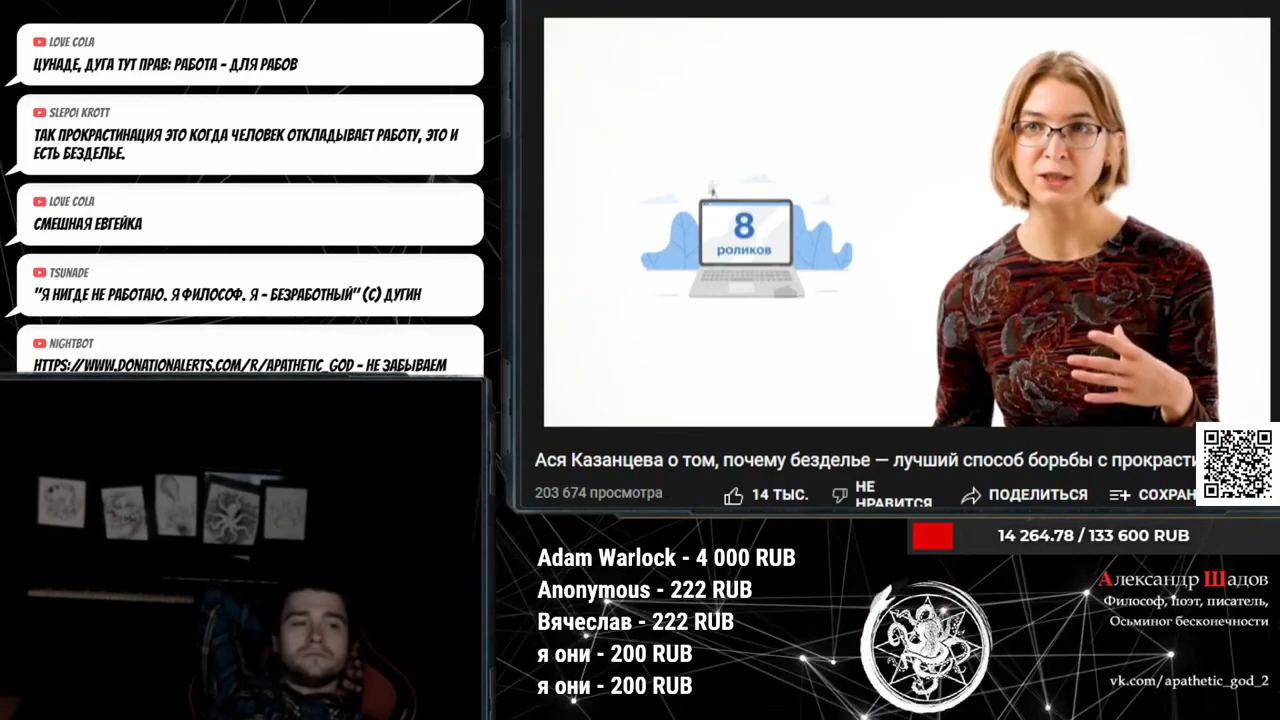 LOVE COLA
ЦУНАДЕ, ДУГА ТУТ ПРАВ: РАБОТА - ДЛЯ РАБОВ
SLEPOI KROTT
ТАК ПРОКРАСТИНАЦИЯ ЭТО КОГДА ЧЕЛОВЕК ОТКЛАДЫВАЕТ РАБОТУ, ЭТО И
ЕСТЬ БЕЗДЕЛЬЕ.
LOVE COLA
СМЕШНАЯ ЕВГЕЙКА
TSUNADE
"Я НИГДЕ НЕ РАБОТАЮ. Я ФИЛОСОФ. Я - БЕЗРАБОТНЫЙ" (С) ДУГИН
NIGHTBOT
HTTPS://WWW.DONATIONALERTS.COM/R/APATHETIC_GOD - НЕ ЗАБЫВАЕМ
8
роликов
Ася Казанцева о том, почему безделье — лучший способ борьбы с прокрасти
203 674 просмотра
14 ТЫС.
НЕ
НРАВИТСЯ
ПОДЕЛИТЬСЯ
СОХРАН
14 264.78 / 133 600 RUB
Adam Warlock - 4 000 RUB
Anonymous - 222 RUB
Вячеслав - 222 RUB
я они - 200 RUB
я они - 200 RUB
Александр Шадов
Философ, поэт, писатель,
Осьминог бесконечности
vk.com/apathetic_god_2